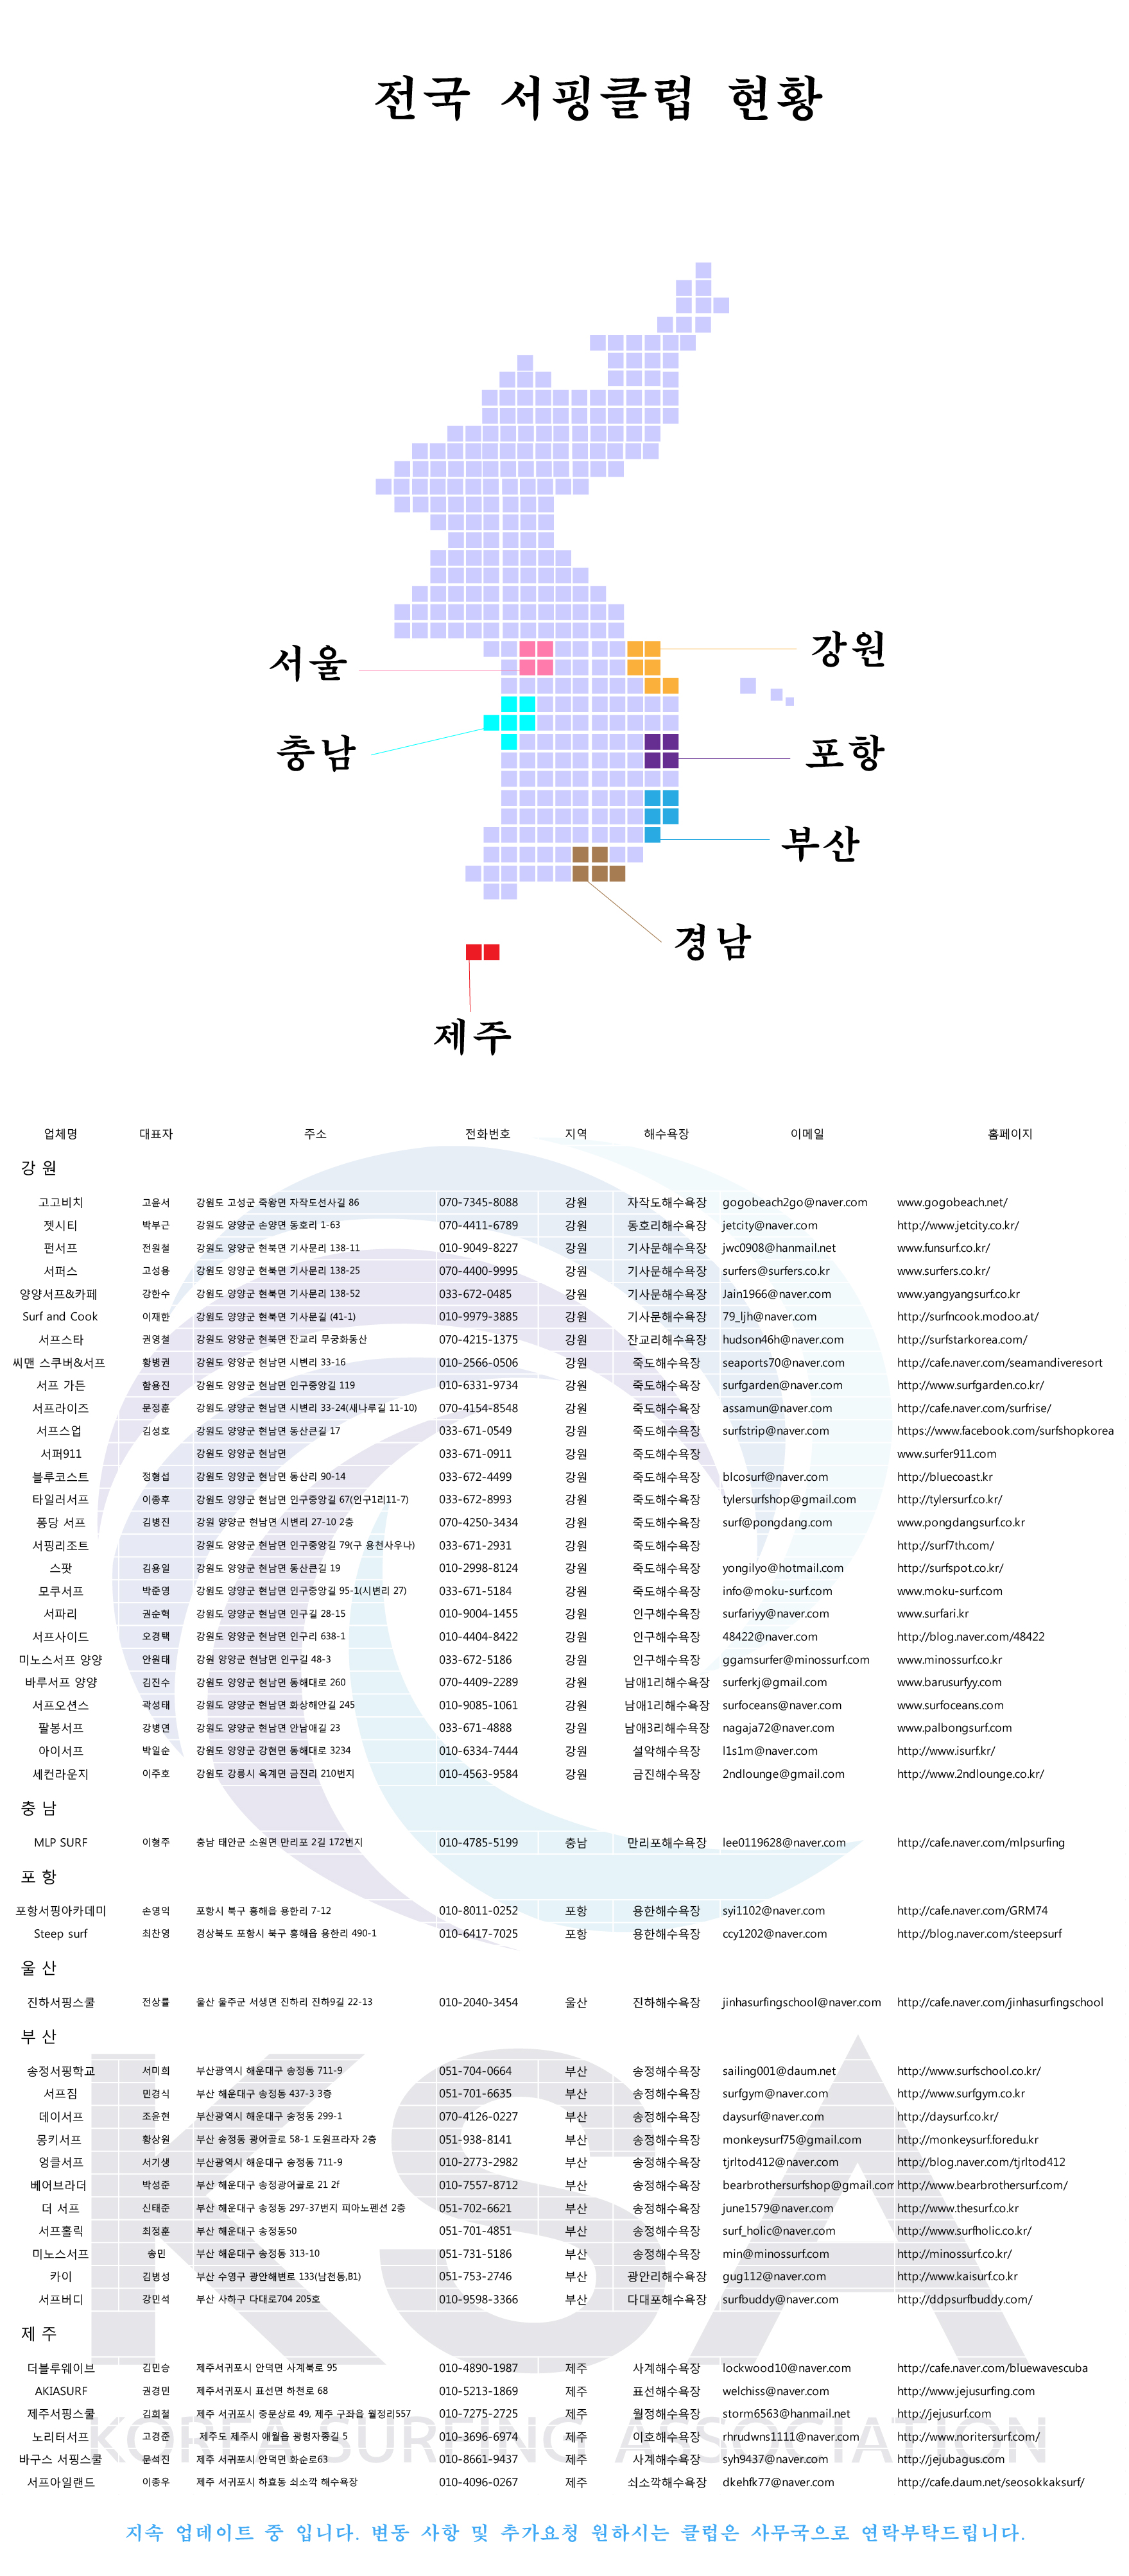 전국 서핑클럽 현황
서울
강원
충남
포항
부산
경남
제주
업체명 대표자 주소 전화번호 지역 해수욕장 이메일 홈페이지
강 원
고고비치 고윤서 강원도 고성군 죽왕면 자작도선사길 86 070-7345-8088 강원 자작도해수욕장 gogobeach2go@naver.com www.gogobeach.net/
젯시티 박부근 강원도 양양군 손양면 동호리 1-63 070-4411-6789 강원 동호리해수욕장 jetcity@naver.com http://www.jetcity.co.kr/
펀서프 전원철 강원도 양양군 현북면 기사문리 138-11 010-9049-8227 강원 기사문해수욕장 jwc0908@hanmail.net www.funsurf.co.kr/
서퍼스 고성용 강원도 양양군 현북면 기사문리 138-25 070-4400-9995 강원 기사문해수욕장 surfers@surfers.co.kr www.surfers.co.kr/
양양서프&카페 강한수 강원도 양양군 현북면 기사문리 138-52 033-672-0485 강원 기사문해수욕장 Jain1966@naver.com www.yangyangsurf.co.kr
Surf and Cook 이재한 강원도 양양군 현북면 기사문길 (41-1) 010-9979-3885 강원 기사문해수욕장 79_ljh@naver.com http://surfncook.modoo.at/
서프스타 권영철 강원도 양양군 현북면 잔교리 무궁화동산 070-4215-1375 강원 잔교리해수욕장 hudson46h@naver.com http://surfstarkorea.com/
씨맨 스쿠버&서프 황병권 강원도 양양군 현남면 시변리 33-16 010-2566-0506 강원 죽도해수욕장 seaports70@naver.com http://cafe.naver.com/seamandiveresort
서프 가든 함용진 강원도 양양군 현남면 인구중앙길 119 010-6331-9734 강원 죽도해수욕장 surfgarden@naver.com http://www.surfgarden.co.kr/
서프라이즈 문정훈 강원도 양양군 현남면 시변리 33-24(새나루길 11-10) 070-4154-8548 강원 죽도해수욕장 assamun@naver.com http://cafe.naver.com/surfrise/
서프스업 김성호 강원도 양양군 현남면 동산큰길 17 033-671-0549 강원 죽도해수욕장 surfstrip@naver.com https://www.facebook.com/surfshopkorea
서퍼911 강원도 양양군 현남면 033-671-0911 강원 죽도해수욕장 www.surfer911.com
블루코스트 정형섭 강원도 양양군 현남면 동산리 90-14 033-672-4499 강원 죽도해수욕장 blcosurf@naver.com http://bluecoast.kr
타일러서프 이종후 강원도 양양군 현남면 인구중앙길 67(인구1리11-7) 033-672-8993 강원 죽도해수욕장 tylersurfshop@gmail.com http://tylersurf.co.kr/
퐁당 서프 김병진 강원 양양군 현남면 시변리 27-10 2층 070-4250-3434 강원 죽도해수욕장 surf@pongdang.com www.pongdangsurf.co.kr
서핑리조트 강원도 양양군 현남면 인구중앙길 79(구 용천사우나) 033-671-2931 강원 죽도해수욕장 http://surf7th.com/
스팟 김용일 강원도 양양군 현남면 동산큰길 19 010-2998-8124 강원 죽도해수욕장 yongilyo@hotmail.com http://surfspot.co.kr/
모쿠서프 박준영 강원도 양양군 현남면 인구중앙길 95-1(시변리 27) 033-671-5184 강원 죽도해수욕장 info@moku-surf.com www.moku-surf.com
서파리 권순혁 강원도 양양군 현남면 인구길 28-15 010-9004-1455 강원 인구해수욕장 surfariyy@naver.com www.surfari.kr
서프사이드 오경택 강원도 양양군 현남면 인구리 638-1 010-4404-8422 강원 인구해수욕장 48422@naver.com http://blog.naver.com/48422
미노스서프 양양 안원태 강원 양양군 현남면 인구길 48-3 033-672-5186 강원 인구해수욕장 ggamsurfer@minossurf.com www.minossurf.co.kr
바루서프 양양 김진수 강원도 양양군 현남면 동해대로 260 070-4409-2289 강원 남애1리해수욕장 surferkj@gmail.com www.barusurfyy.com
서프오션스 곽성태 강원도 양양군 현남면 화상해안길 245 010-9085-1061 강원 남애1리해수욕장 surfoceans@naver.com www.surfoceans.com
팔봉서프 강병연 강원도 양양군 현남면 안남애길 23 033-671-4888 강원 남애3리해수욕장 nagaja72@naver.com www.palbongsurf.com
아이서프 박일순 강원도 양양군 강현면 동해대로 3234 010-6334-7444 강원 설악해수욕장 l1s1m@naver.com http://www.isurf.kr/
세컨라운지 이주호 강원도 강릉시 옥계면 금진리 210번지 010-4563-9584 강원 금진해수욕장 2ndlounge@gmail.com http://www.2ndlounge.co.kr/
충 남
MLP SURF 이형주 충남 태안군 소원면 만리포 2길 172번지 010-4785-5199 충남 만리포해수욕장 lee0119628@naver.com http://cafe.naver.com/mlpsurfing
포 항
포항서핑아카데미 손영익 포항시 북구 흥해읍 용한리 7-12 010-8011-0252 포항 용한해수욕장 syi1102@naver.com http://cafe.naver.com/GRM74
Steep surf 최찬영 경상북도 포항시 북구 흥해읍 용한리 490-1 010-6417-7025 포항 용한해수욕장 ccy1202@naver.com http://blog.naver.com/steepsurf
울 산
진하서핑스쿨 전상률 울산 울주군 서생면 진하리 진하9길 22-13 010-2040-3454 울산 진하해수욕장 jinhasurfingschool@naver.com http://cafe.naver.com/jinhasurfingschool
부 산
송정서핑학교 서미희 부산광역시 해운대구 송정동 711-9 051-704-0664 부산 송정해수욕장 sailing001@daum.net http://www.surfschool.co.kr/
서프짐 민경식 부산 해운대구 송정동 437-3 3층 051-701-6635 부산 송정해수욕장 surfgym@naver.com http://www.surfgym.co.kr
데이서프 조윤현 부산광역시 해운대구 송정동 299-1 070-4126-0227 부산 송정해수욕장 daysurf@naver.com http://daysurf.co.kr/
몽키서프 황상원 부산 송정동 광어골로 58-1 도원프라자 2층 051-938-8141 부산 송정해수욕장 monkeysurf75@gmail.com http://monkeysurf.foredu.kr
엉클서프 서기생 부산광역시 해운대구 송정동 711-9 010-2773-2982 부산 송정해수욕장 tjrltod412@naver.com http://blog.naver.com/tjrltod412
베어브라더 박성준 부산 해운대구 송정광어골로 21 2f 010-7557-8712 부산 송정해수욕장 bearbrothersurfshop@gmail.com http://www.bearbrothersurf.com/
더 서프 신태준 부산 해운대구 송정동 297-37번지 피아노펜션 2층 051-702-6621 부산 송정해수욕장 june1579@naver.com http://www.thesurf.co.kr
서프홀릭 최정훈 부산 해운대구 송정동50 051-701-4851 부산 송정해수욕장 surf_holic@naver.com http://www.surfholic.co.kr/
미노스서프 송민 부산 해운대구 송정동 313-10 051-731-5186 부산 송정해수욕장 min@minossurf.com http://minossurf.co.kr/
카이 김병성 부산 수영구 광안해변로 133(남천동,B1) 051-753-2746 부산 광안리해수욕장 gug112@naver.com http://www.kaisurf.co.kr
서프버디 강민석 부산 사하구 다대로704 205호 010-9598-3366 부산 다대포해수욕장 surfbuddy@naver.com http://ddpsurfbuddy.com/
제 주
더블루웨이브 김민승 제주서귀포시 안덕면 사계북로 95 010-4890-1987 제주 사계해수욕장 lockwood10@naver.com http://cafe.naver.com/bluewavescuba
AKIASURF 권경민 제주서귀포시 표선면 하천로 68 010-5213-1869 제주 표선해수욕장 welchiss@naver.com http://www.jejusurfing.com
제주서핑스쿨 김희철 제주 서귀포시 중문상로 49, 제주 구좌읍 월정리557 010-7275-2725 제주 월정해수욕장 storm6563@hanmail.net http://jejusurf.com
노리터서프 고경준 제주도 제주시 애월읍 광령자종길 5 010-3696-6974 제주 이호해수욕장 rhrudwns1111@naver.com http://www.noritersurf.com/
바구스 서핑스쿨 문석진 제주 서귀포시 안덕면 화순로63 010-8661-9437 제주 사계해수욕장 syh9437@naver.com http://jejubagus.com
서프아일랜드 이종우 제주 서귀포시 하효동 쇠소깍 해수욕장 010-4096-0267 제주 쇠소깍해수욕장 dkehfk77@naver.com http://cafe.daum.net/seosokkaksurf/
KSA
KOREA SURFING ASSOCIATION
지속 업데이트 중 입니다. 변동 사항 및 추가요청 원하시는 클럽은 사무국으로 연락부탁드립니다.